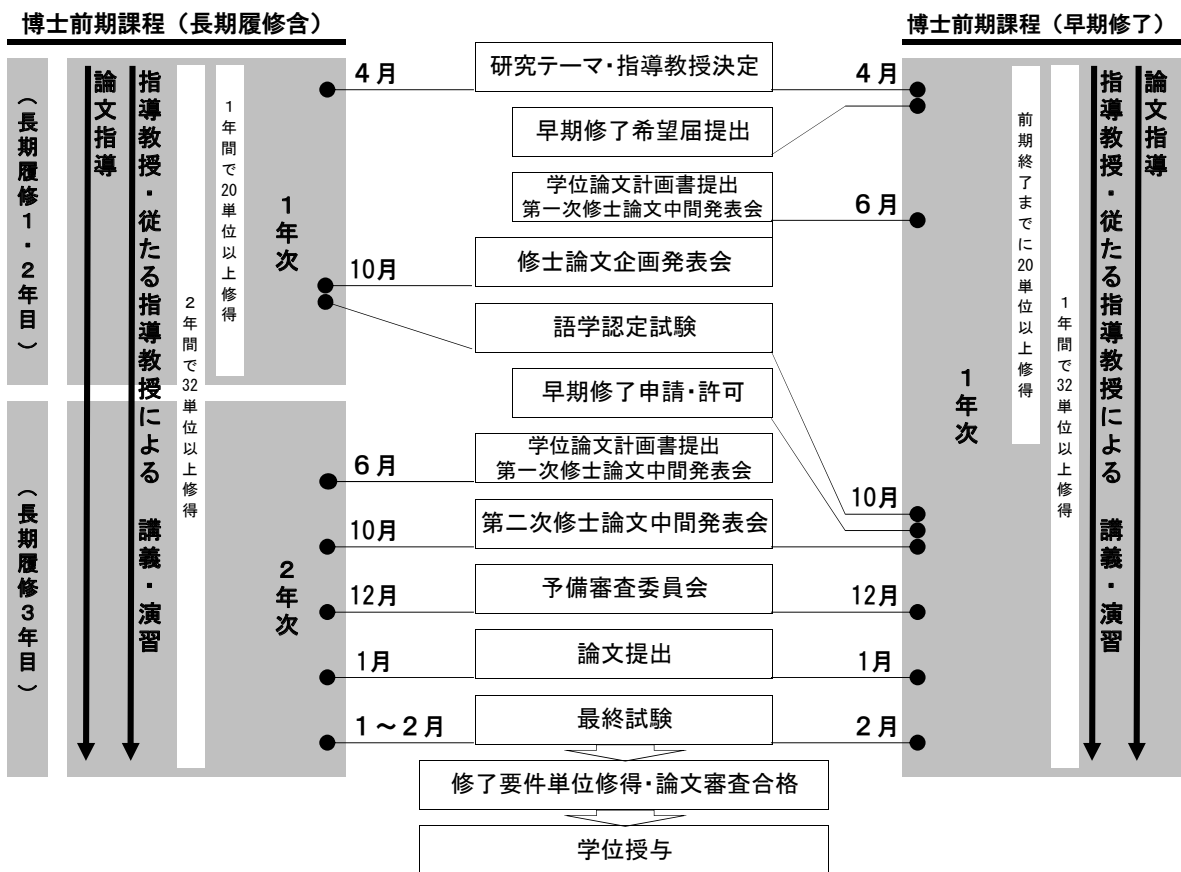 博士前期課程（長期履修含）
博士前期課程（早期修了）
（長期履修１・２年目）
（長期履修３年目）
論文指導
指導教授・従たる指導教授による　講義・演習
２年間で32単位以上修得
１年間で20単位以上修得
１年次
２年次
４月
10月
６月
10月
12月
1月
１～２月
研究テーマ・指導教授決定
早期修了希望届提出
学位論文計画書提出
第一次修士論文中間発表会
修士論文企画発表会
語学認定試験
早期修了申請・許可
学位論文計画書提出
第一次修士論文中間発表会
第二次修士論文中間発表会
予備審査委員会
論文提出
最終試験
修了要件単位修得・論文審査合格
学位授与
４月
６月
10月
12月
1月
２月
１年次
前期終了までに20単位以上修得
１年間で32単位以上修得
指導教授・従たる指導教授による　講義・演習
論文指導